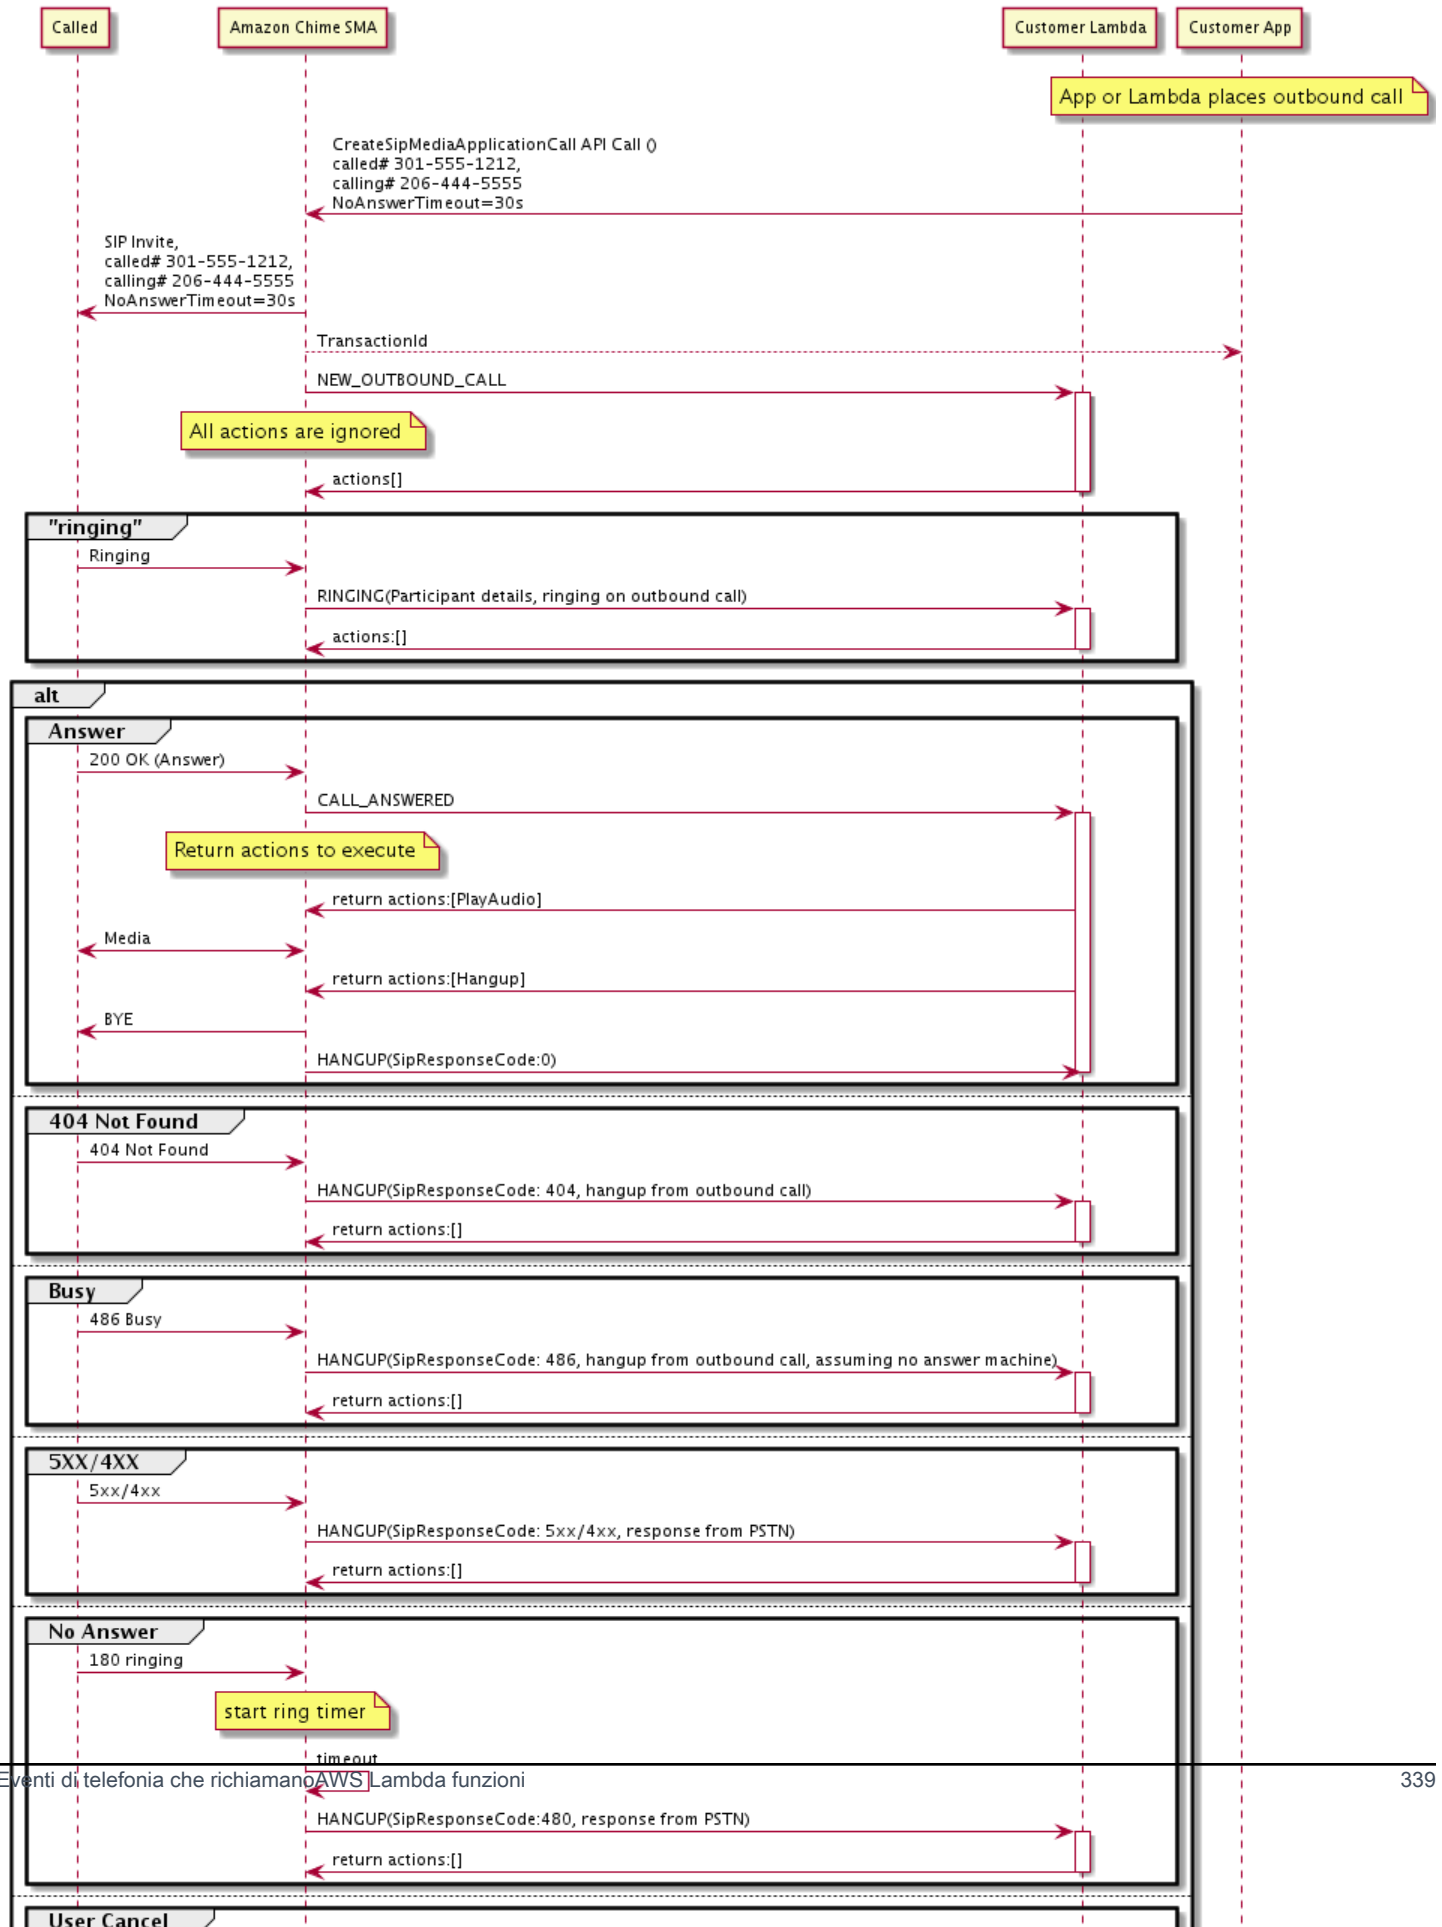 Called
Amazon Chime SMA
Customer Lambda
Customer App
App or Lambda places outbound call
CreateSipMediaApplicationCall API Call ()
called# 301-555-1212,
calling# 206-444-5555
NoAnswerTimeout=30s
SIP Invite,
called# 301-555-1212,
calling# 206-444-5555
NoAnswerTimeout=30s
TransactionId
NEW_OUTBOUND_CALL
All actions are ignored
actions[]
"ringing"
Ringing
RINGING(Participant details, ringing on outbound call)
actions:[]
alt
Answer
200 OK (Answer)
CALL_ANSWERED
Return actions to execute
return actions:[PlayAudio]
Media
return actions:[Hangup]
BYE
HANGUP(SipResponseCode:0)
404 Not Found
404 Not Found
HANGUP(SipResponseCode: 404, hangup from outbound call)
return actions:[]
Busy
486 Busy
HANGUP(SipResponseCode: 486, hangup from outbound call, assuming no answer machine)
return actions:[]
5XX/4XX
5xx/4xx
HANGUP(SipResponseCode: 5xx/4xx, response from PSTN)
return actions:[]
No Answer
180 ringing
start ring timer
timeout
Eventi di telefonia che richiamanoAWS Lambda funzioni
339
HANGUP(SipResponseCode:480, response from PSTN)
return actions:[]
User Cancel